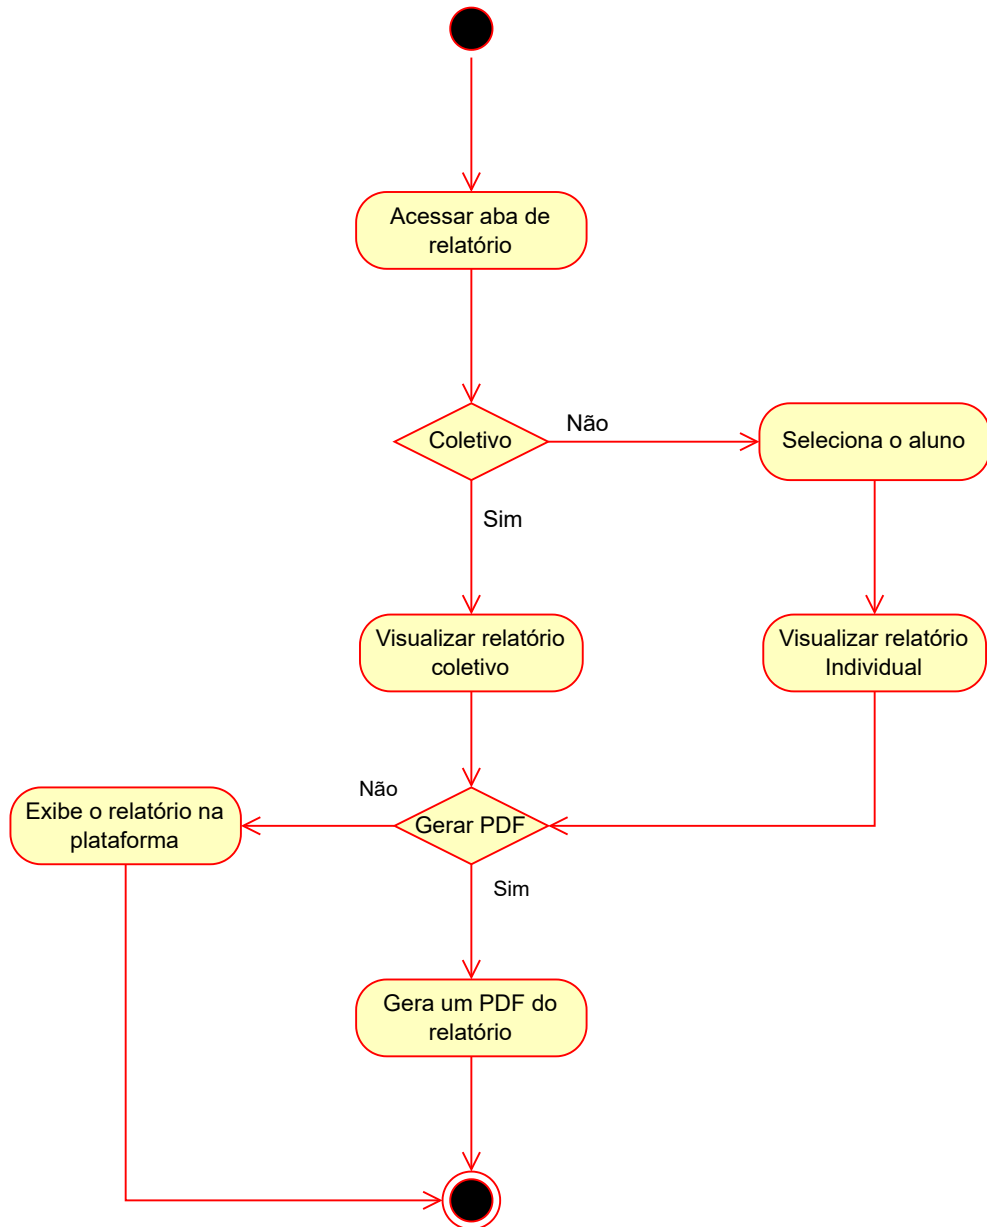 Acessar aba de
relatório
Coletivo
Não
Seleciona o aluno
Sim
Visualizar relatório
coletivo
Visualizar relatório
Individual
Não
Exibe o relatório na
plataforma
Gerar PDF
Sim
Gera um PDF do
relatório